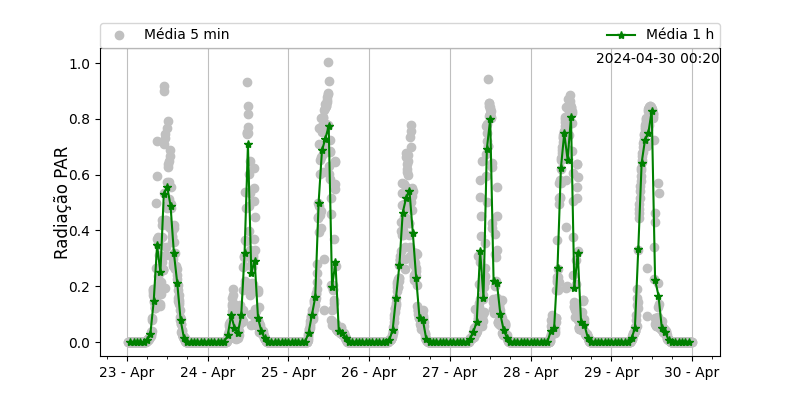 Média 5 min
Média 1 h
2024-04-30 00:20
Radiação PAR
1.0
0.8
0.6
0.4
0.2
0.0
23 - Apr
24 - Apr
25 - Apr
26 - Apr
27 - Apr
28 - Apr
29 - Apr
30 - Apr